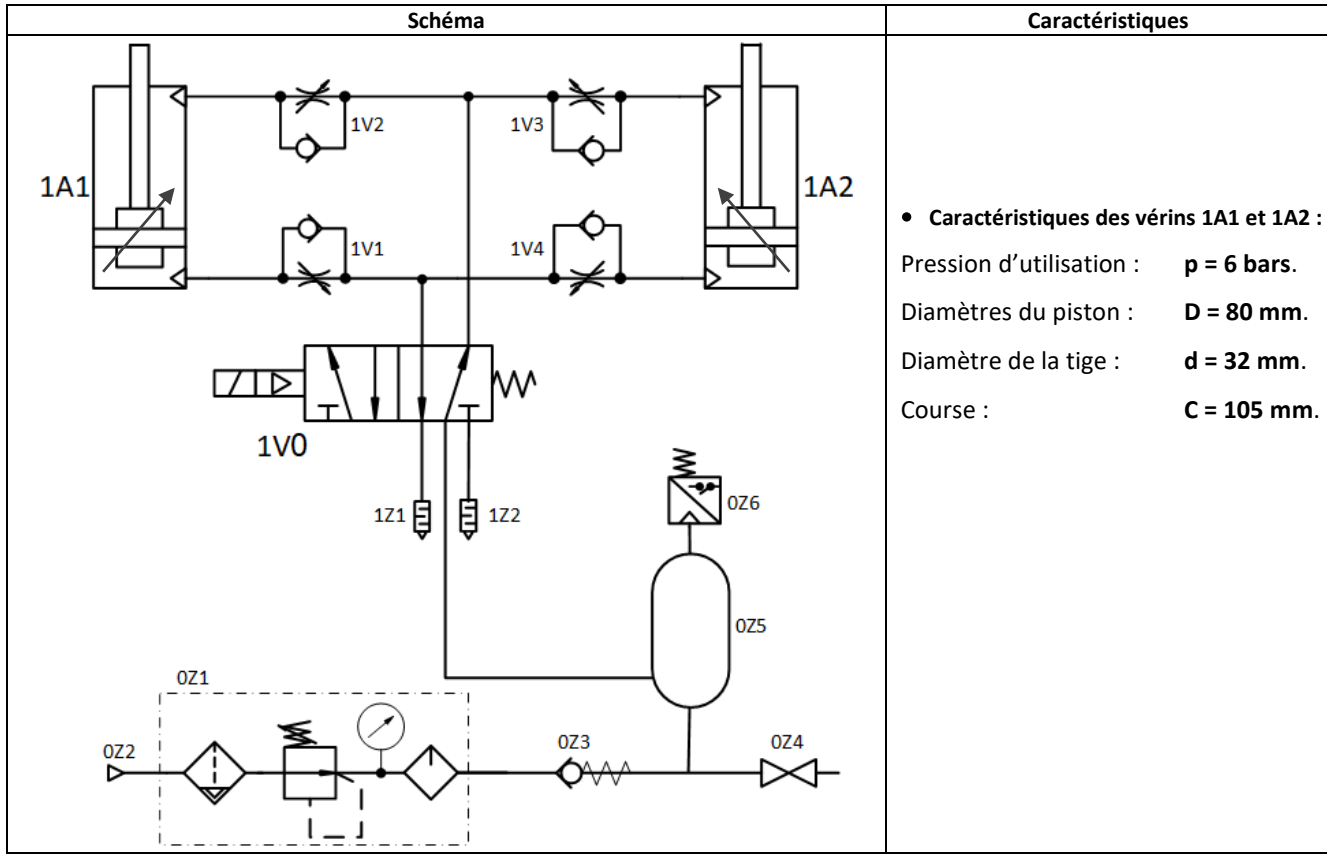 Schéma
Caractéristiques
1V2
1V3
1A1
1A2
1V1
1V4
• Caractéristiques des vérins 1A1 et 1A2 :
Pression d’utilisation : p = 6 bars.
Diamètres du piston : D = 80 mm.
Diamètre de la tige : d = 32 mm.
Course : C = 105 mm.
1V0
1Z1
1Z2
0Z6
0Z5
0Z1
0Z2
0Z3
0Z4